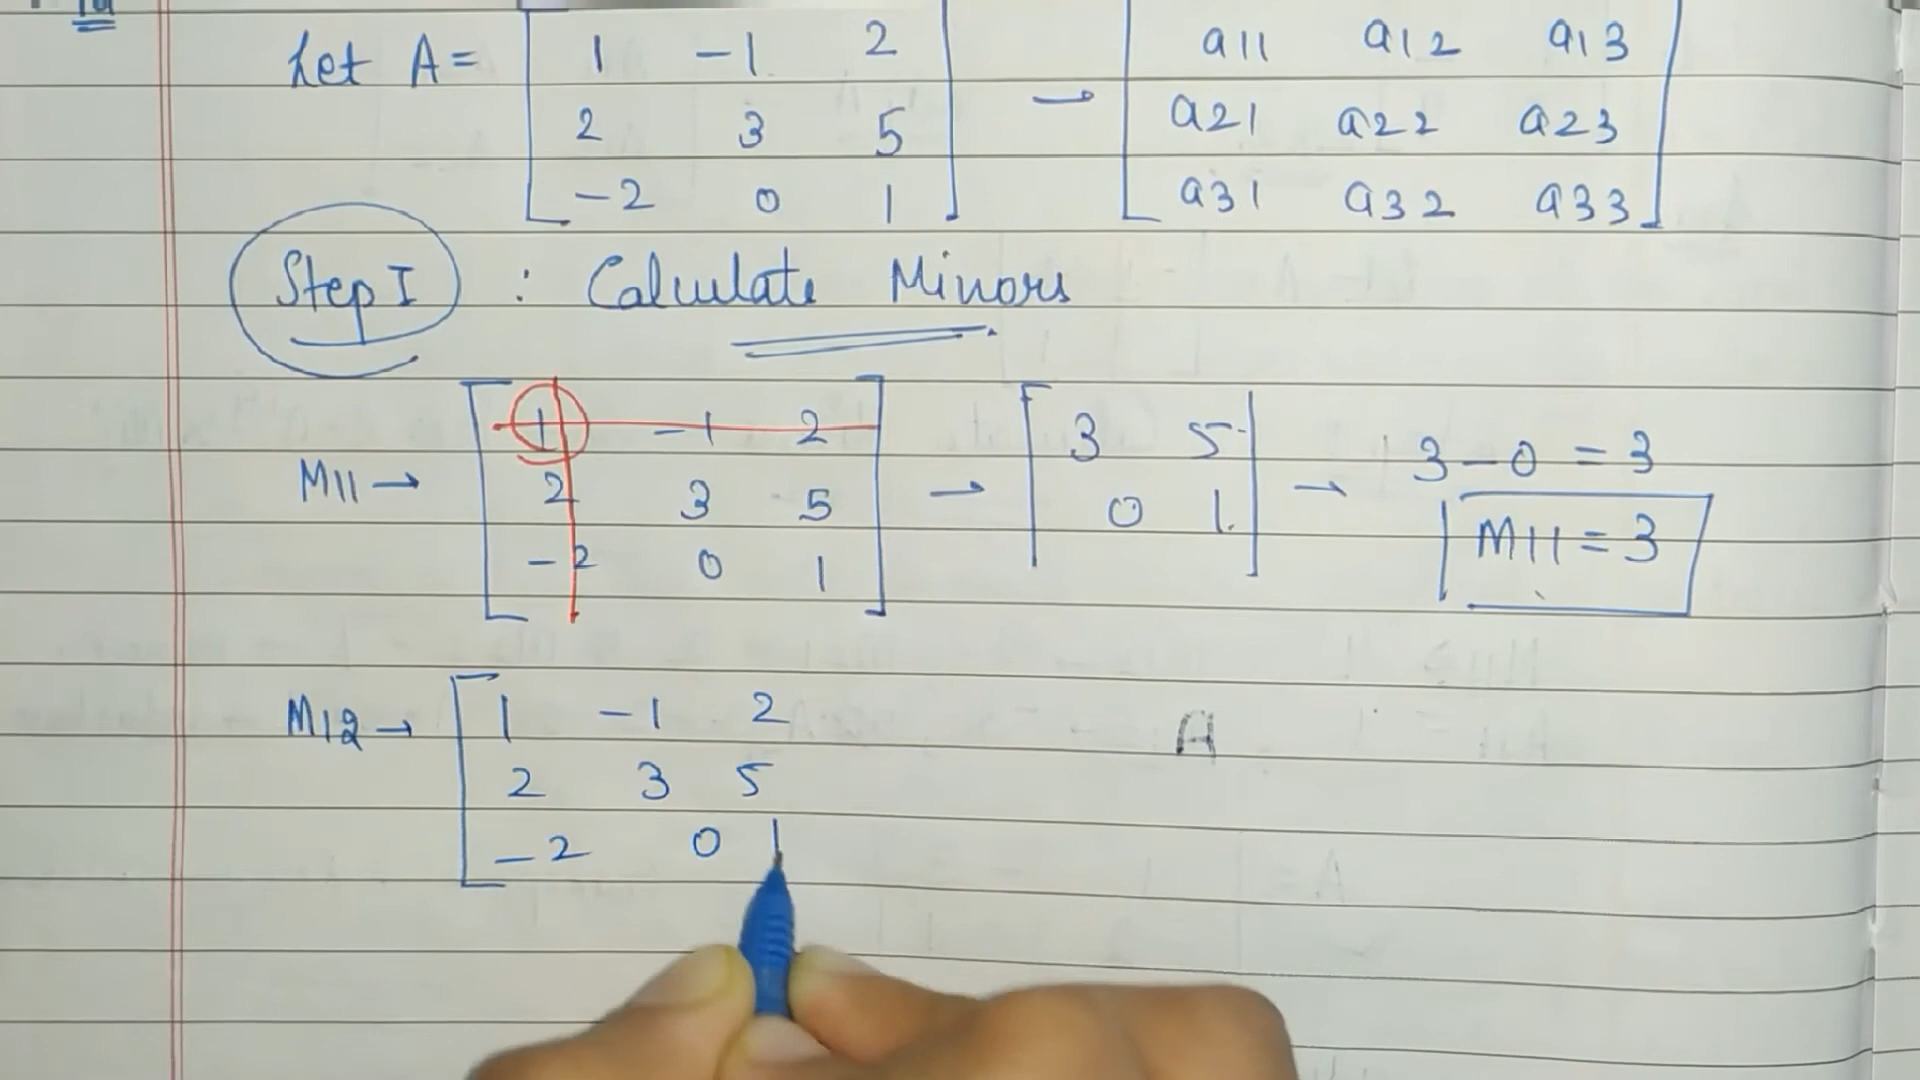 Let A = [ 1 -1 2 ] → [ a11 a12 a13 ]
2 3 5 a21 a22 a23
-2 0 1 a31 a32 a33
Step I : Calculate Minors
M11 → [ 1 -1 2 ] → | 3 5 | → 3 - 0 = 3
2 3 5 0 1 M11 = 3
-2 0 1
M12 → [ 1 -1 2
2 3 5
-2 0 1
A